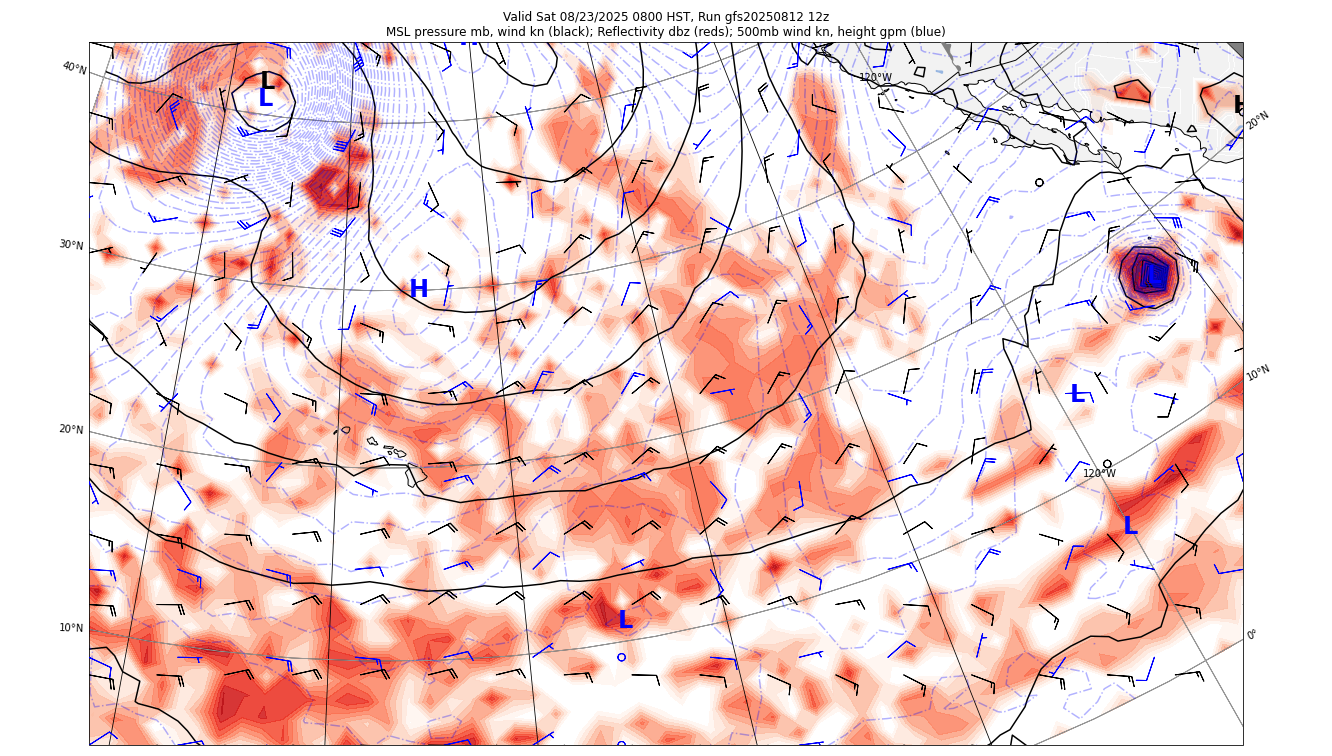 Valid Sat 08/23/2025 0800 HST, Run gfs20250812 12z
MSL pressure mb, wind kn (black); Reflectivity dbz (reds); 500mb wind kn, height gpm (blue)
40°N
L
L
120°W
20°N
30°N
H
10°N
L
20°N
120°W
L
10°N
L
0°